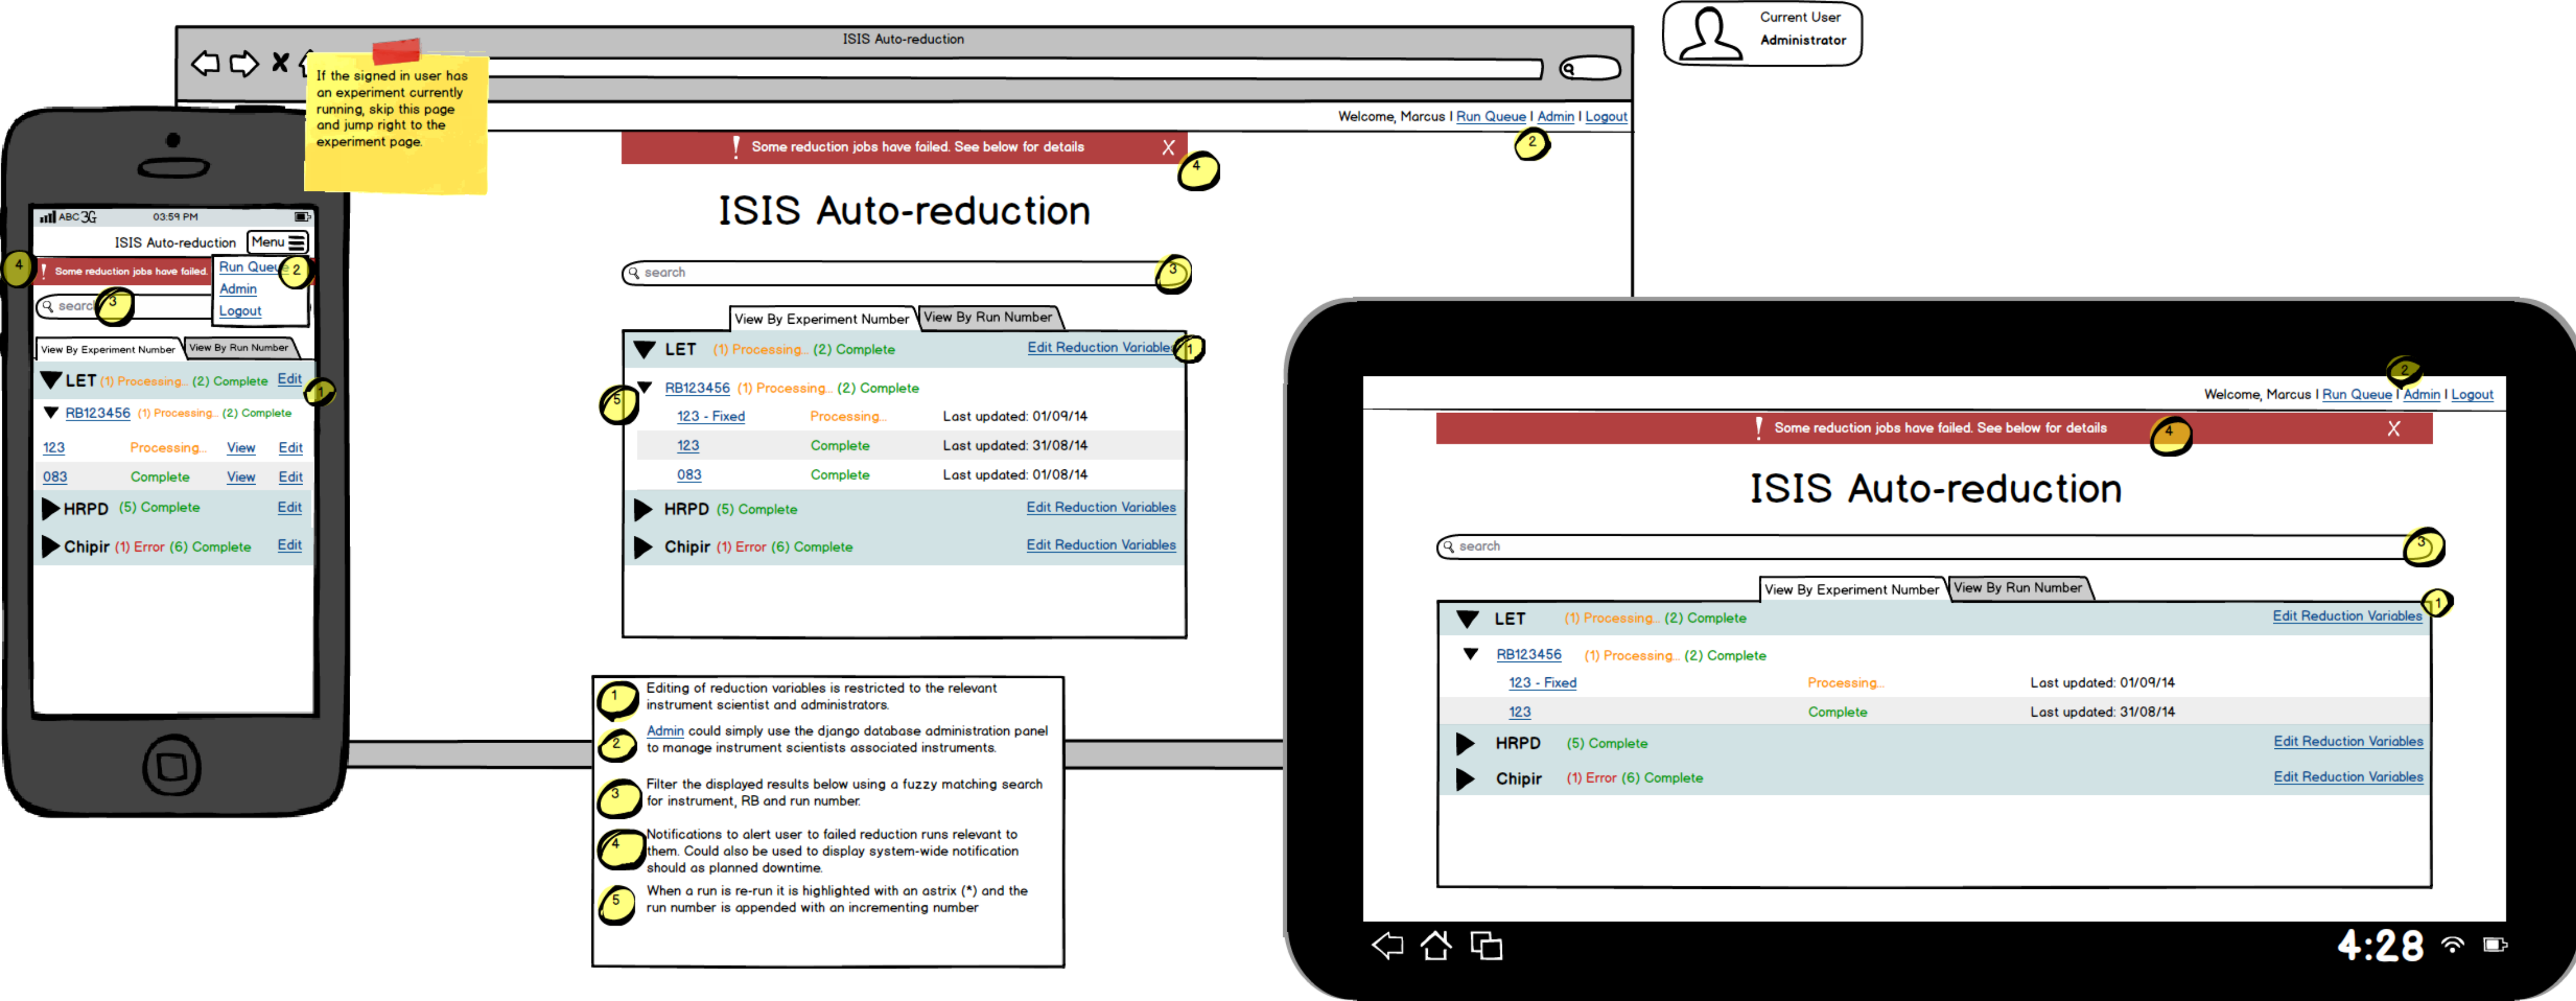 Current User
Administrator
ISIS Auto-reduction
If the signed in user has
an experiment currently
running, skip this page
and jump right to the
experiment page.
Welcome, Marcus | Run Queue | Admin | Logout
2
! Some reduction jobs have failed. See below for details X
4
ISIS Auto-reduction
search
3
View By Experiment Number View By Run Number
LET (1) Processing... (2) Complete Edit Reduction Variables 1
5
RB123456 (1) Processing... (2) Complete
123 - Fixed Processing... Last updated: 01/09/14
123 Complete Last updated: 31/08/14
083 Complete Last updated: 01/08/14
HRPD (5) Complete Edit Reduction Variables
Chipir (1) Error (6) Complete Edit Reduction Variables
ABC 3G 03:59 PM
ISIS Auto-reduction Menu
4
! Some reduction jobs have failed.
Run Queue 2
Admin
Logout
search 3
View By Experiment Number View By Run Number
LET (1) Processing... (2) Complete Edit
1
RB123456 (1) Processing... (2) Complete
123 Processing... View Edit
083 Complete View Edit
HRPD (5) Complete Edit
Chipir (1) Error (6) Complete Edit
1 Editing of reduction variables is restricted to the relevant
instrument scientist and administrators.
2 Admin could simply use the django database administration panel
to manage instrument scientists associated instruments.
3 Filter the displayed results below using a fuzzy matching search
for instrument, RB and run number.
4 Notifications to alert user to failed reduction runs relevant to
them. Could also be used to display system-wide notification
should as planned downtime.
5 When a run is re-run it is highlighted with an astrix (*) and the
run number is appended with an incrementing number
2
Welcome, Marcus | Run Queue | Admin | Logout
! Some reduction jobs have failed. See below for details 4 X
ISIS Auto-reduction
search 3
View By Experiment Number View By Run Number
1
LET (1) Processing... (2) Complete Edit Reduction Variables
RB123456 (1) Processing... (2) Complete
123 - Fixed Processing... Last updated: 01/09/14
123 Complete Last updated: 31/08/14
HRPD (5) Complete Edit Reduction Variables
Chipir (1) Error (6) Complete Edit Reduction Variables
4:28